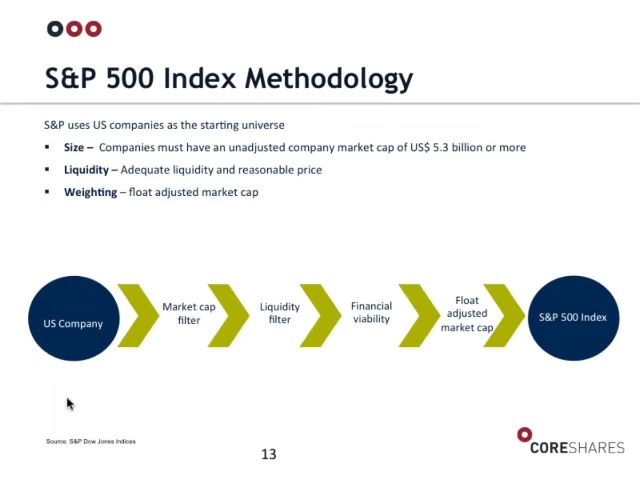 S&P 500 Index Methodology
S&P uses US companies as the starting universe
▪ Size – Companies must have an unadjusted company market cap of US$ 5.3 billion or more
▪ Liquidity – Adequate liquidity and reasonable price
▪ Weighting – float adjusted market cap
US Company
Market cap
filter
Liquidity
filter
Financial
viability
Float
adjusted
market cap
S&P 500 Index
Source: S&P Dow Jones Indices
13
CORESHARES